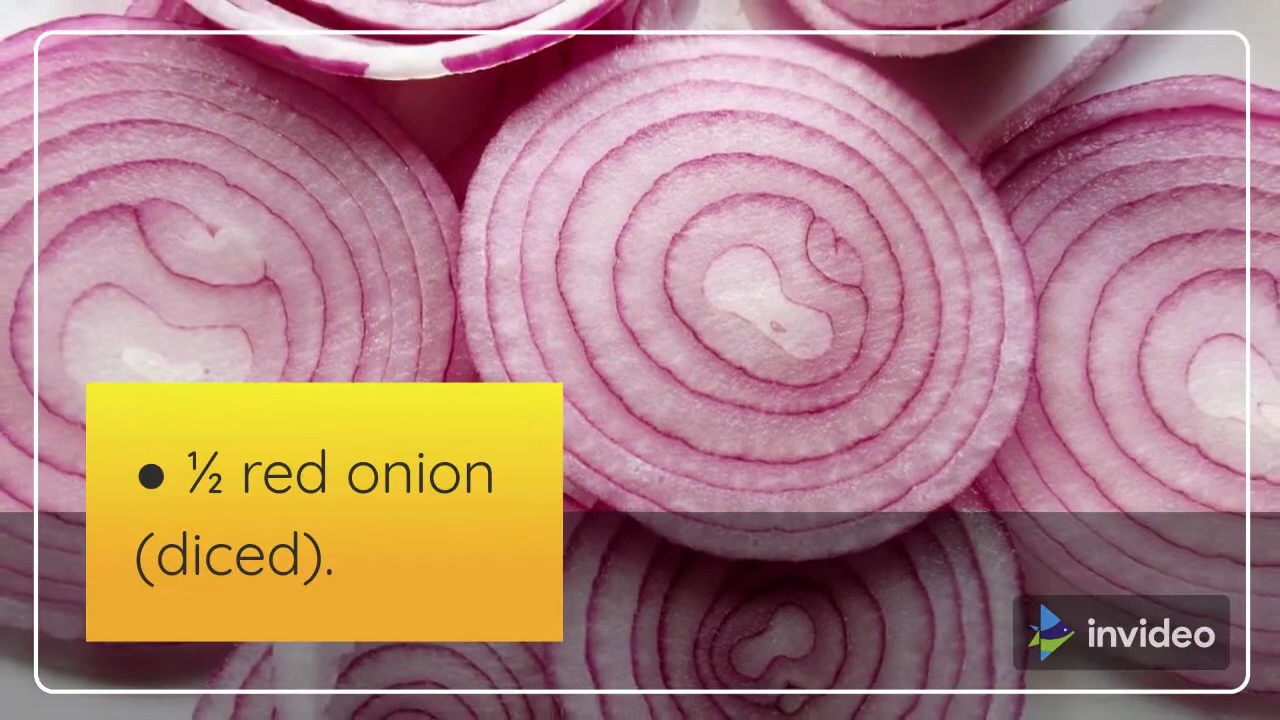 ● ½ red onion
(diced).
invideo